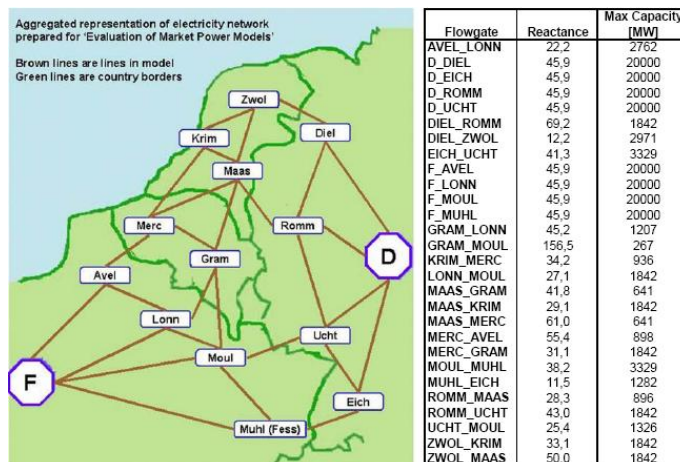 Aggregated representation of electricity network
prepared for 'Evaluation of Market Power Models'
Brown lines are lines in model
Green lines are country borders
Zwol
Krim
Diel
Maas
Merc
Romm
Gram
D
Avel
Lonn
Ucht
Moul
F
Eich
Muhl (Fess)
Flowgate Reactance Max Capacity [MW]
AVEL_LONN 22,2 2762
D_DIEL 45,9 20000
D_EICH 45,9 20000
D_ROMM 45,9 20000
D_UCHT 45,9 20000
DIEL_ROMM 69,2 1842
DIEL_ZWOL 12,2 2971
EICH_UCHT 41,3 3329
F_AVEL 45,9 20000
F_LONN 45,9 20000
F_MOUL 45,9 20000
F_MUHL 45,9 20000
GRAM_LONN 45,2 1207
GRAM_MOUL 156,5 267
KRIM_MERC 34,2 936
LONN_MOUL 27,1 1842
MAAS_GRAM 41,8 641
MAAS_KRIM 29,1 1842
MAAS_MERC 61,0 641
MERC_AVEL 55,4 898
MERC_GRAM 31,1 1842
MOUL_MUHL 38,2 3329
MUHL_EICH 11,5 1282
ROMM_MAAS 28,3 896
ROMM_UCHT 43,0 1842
UCHT_MOUL 25,4 1326
ZWOL_KRIM 33,1 1842
ZWOL_MAAS 50,0 1842